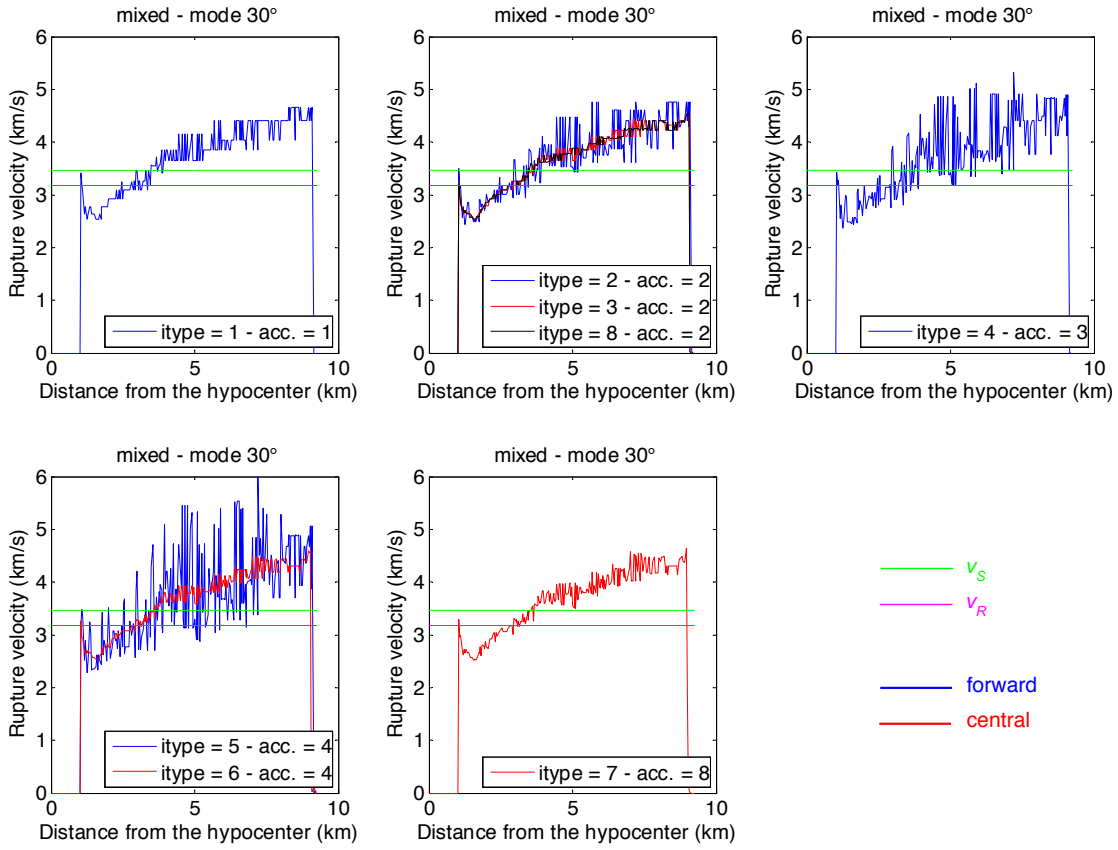 mixed - mode 30°
mixed - mode 30°
mixed - mode 30°
Rupture velocity (km/s)
6
5
4
3
2
1
0
itype = 1 - acc. = 1
0
5
10
Distance from the hypocenter (km)
Rupture velocity (km/s)
6
5
4
3
2
1
0
itype = 2 - acc. = 2
itype = 3 - acc. = 2
itype = 8 - acc. = 2
0
5
10
Distance from the hypocenter (km)
Rupture velocity (km/s)
6
5
4
3
2
1
0
itype = 4 - acc. = 3
0
5
10
Distance from the hypocenter (km)
mixed - mode 30°
mixed - mode 30°
Rupture velocity (km/s)
6
5
4
3
2
1
0
itype = 5 - acc. = 4
itype = 6 - acc. = 4
0
5
10
Distance from the hypocenter (km)
Rupture velocity (km/s)
6
5
4
3
2
1
0
itype = 7 - acc. = 8
0
5
10
Distance from the hypocenter (km)
v_S
v_R
forward
central